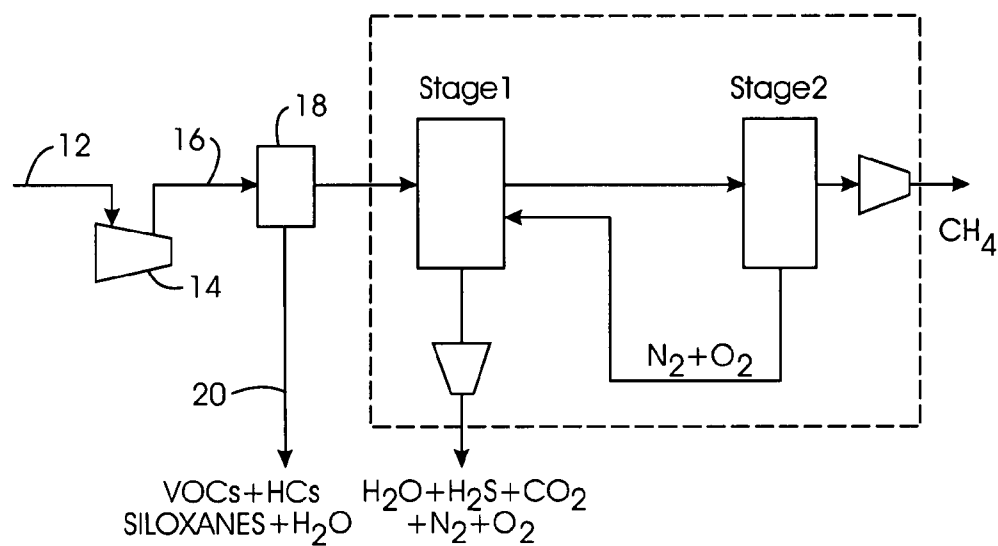 Stage1
Stage2
18
12
16
14
CH4
N2+O2
20
VOCs+HCs
SILOXANES+H2O
H2O+H2S+CO2
+N2+O2